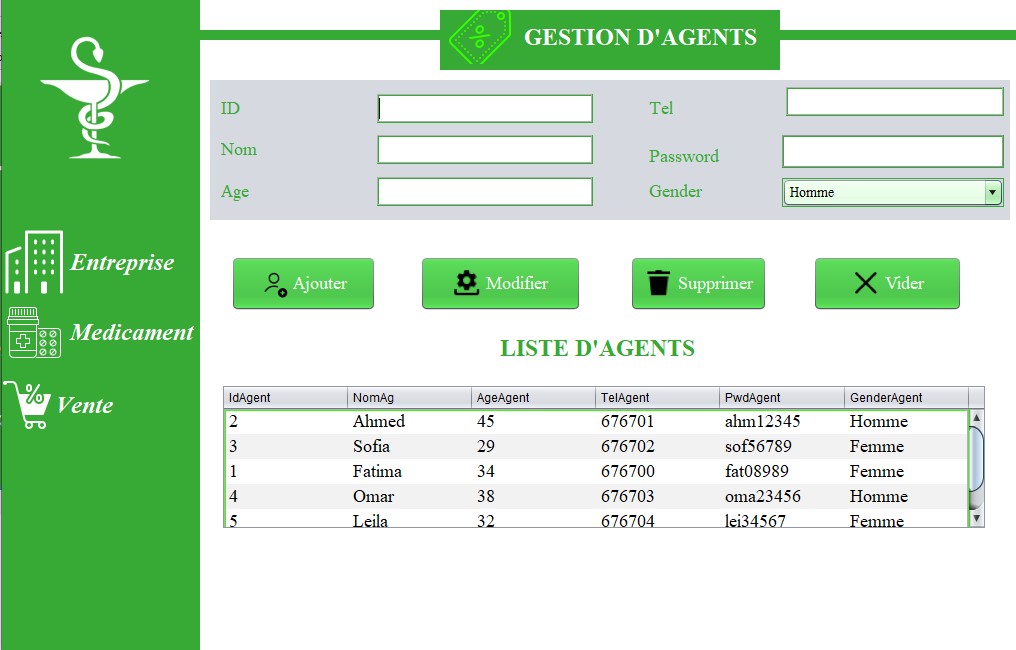 GESTION D'AGENTS
ID
Tel
Nom
Password
Age
Gender
Homme
Entreprise
Medicament
Vente
Ajouter
Modifier
Supprimer
Vider
LISTE D'AGENTS
IdAgent NomAg AgeAgent TelAgent PwdAgent GenderAgent
2 Ahmed 45 676701 ahm12345 Homme
3 Sofia 29 676702 sof56789 Femme
1 Fatima 34 676700 fat08989 Femme
4 Omar 38 676703 oma23456 Homme
5 Leila 32 676704 lei34567 Femme